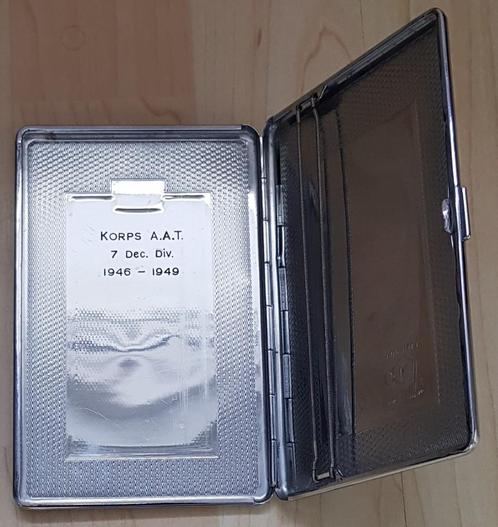 KORPS A.A.T.
7 DEC. DIV.
1946 - 1949